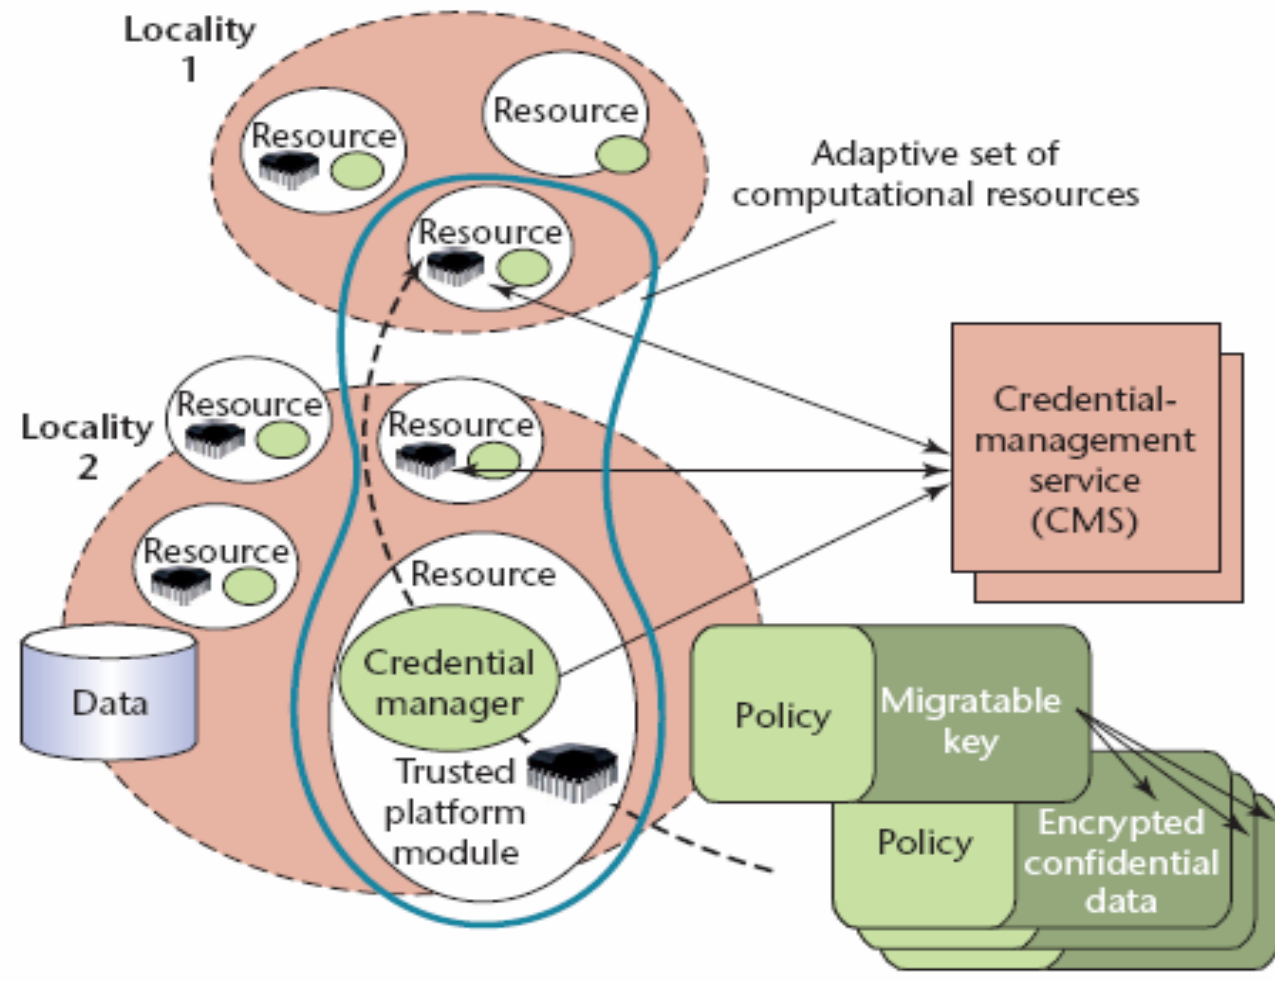 Locality
1
Resource
Resource
Adaptive set of
computational resources
Resource
Locality
2
Resource
Resource
Credential-
management
service
(CMS)
Resource
Resource
Credential
manager
Data
Trusted
platform
module
Policy
Migratable
key
Policy
Encrypted
confidential
data